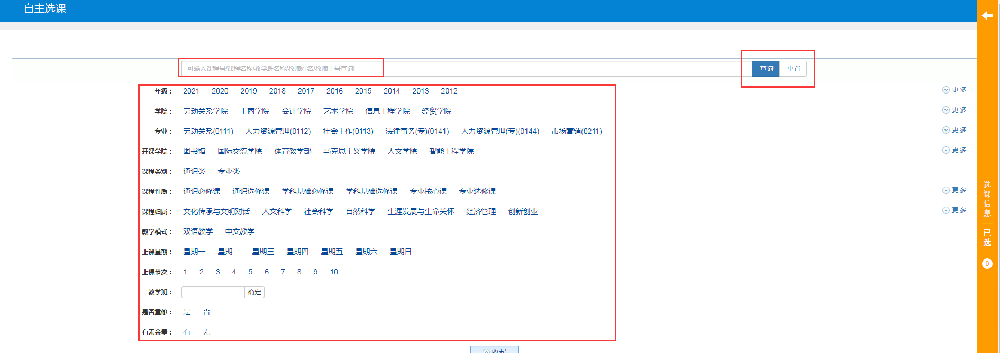 自主选课
可输入课程号/课程名称/教学班名称/教师姓名/教师工号查询!
查询 重置
年级： 2021 2020 2019 2018 2017 2016 2015 2014 2013 2012 更多
学院： 劳动关系学院 工商学院 会计学院 艺术学院 信息工程学院 经贸学院 更多
专业： 劳动关系(0111) 人力资源管理(0112) 社会工作(0113) 法律事务(专)(0141) 人力资源管理(专)(0144) 市场营销(0211) 更多
开课学院： 图书馆 国际交流学院 体育教学部 马克思主义学院 人文学院 智能工程学院 更多
课程类别： 通识类 专业类
课程性质： 通识必修课 通识选修课 学科基础必修课 学科基础选修课 专业核心课 专业选修课 更多
课程归属： 文化传承与文明对话 人文科学 社会科学 自然科学 生涯发展与生命关怀 经济管理 创新创业 更多
教学模式： 双语教学 中文教学
上课星期： 星期一 星期二 星期三 星期四 星期五 星期六 星期日
上课节次： 1 2 3 4 5 6 7 8 9 10
教学班： 确定
是否重修： 是 否
有无余量： 有 无
收起
选课信息
已选
0